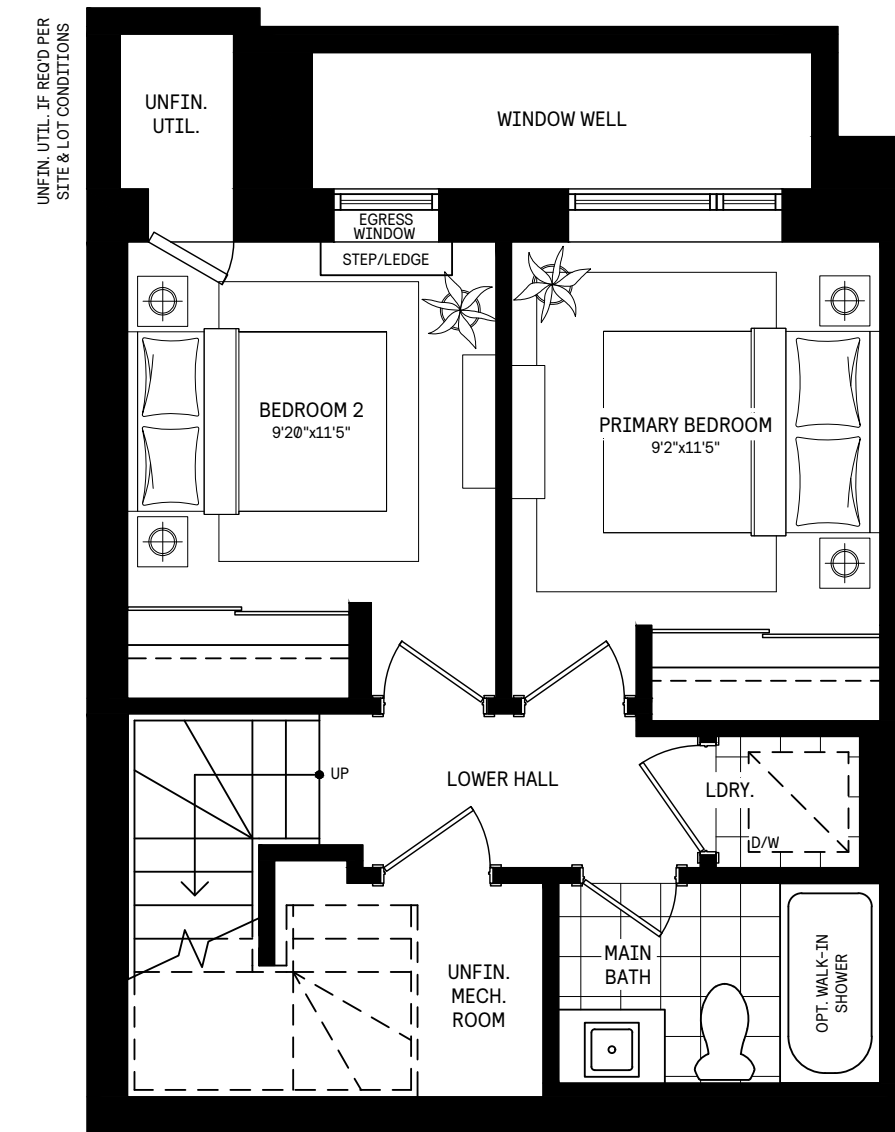 UNFIN. UTIL. IF REQ'D PER
SITE & LOT CONDITIONS
UNFIN.
UTIL.
WINDOW WELL
EGRESS
WINDOW
STEP/LEDGE
BEDROOM 2
9'20"x11'5"
PRIMARY BEDROOM
9'2"x11'5"
UP
LOWER HALL
LDRY.
D/W
UNFIN.
MECH.
ROOM
MAIN
BATH
OPT. WALK-IN
SHOWER